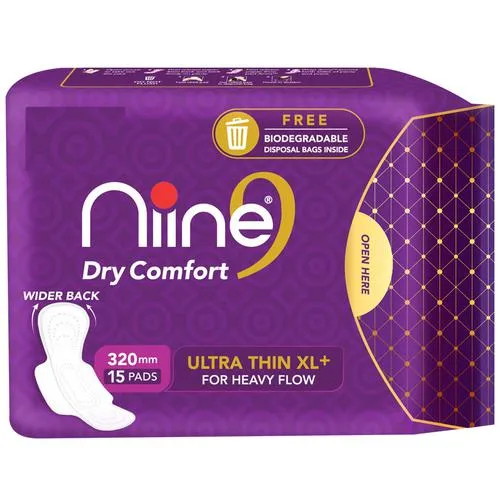 FREE
BIODEGRADABLE
DISPOSAL BAGS INSIDE
Niine® 9
Dry Comfort
OPEN HERE
WIDER BACK
320mm
15 PADS
ULTRA THIN XL+
FOR HEAVY FLOW